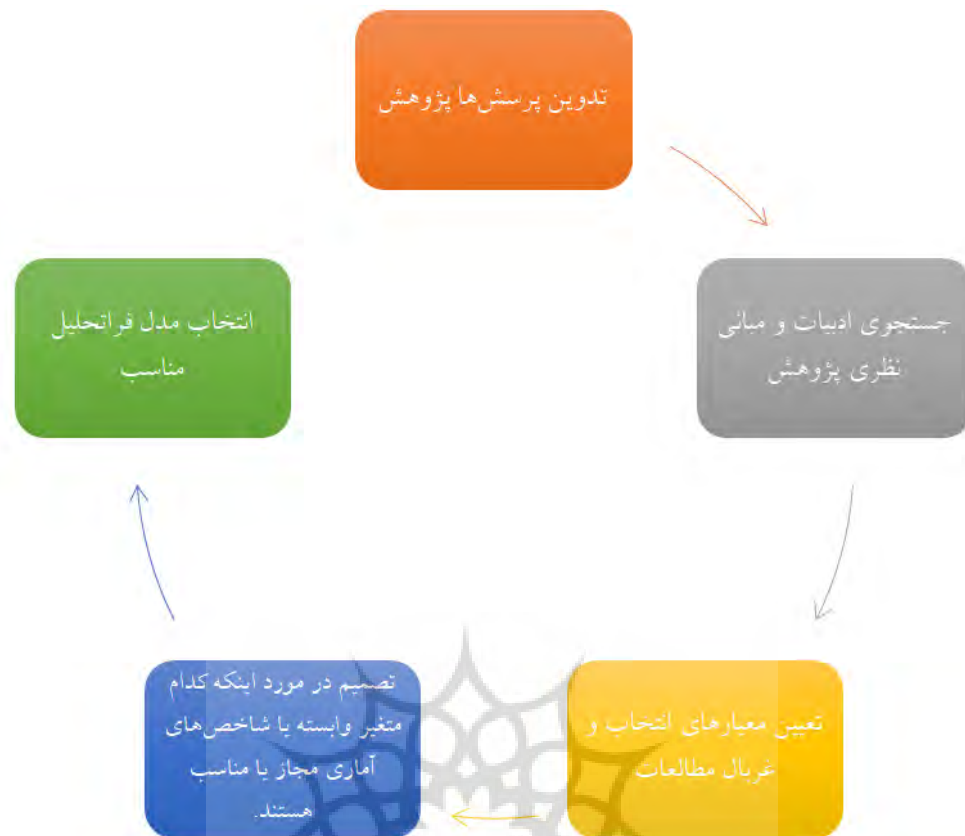 تدوین پرسش‌ها پژوهش
جستجوی ادبیات و مبانی
نظری پژوهش
تعیین معیارهای انتخاب و
غربال مطالعات
تصمیم در مورد اینکه کدام
متغیر وابسته یا شاخص‌های
آماری مجاز یا مناسب
هستند.
انتخاب مدل فراتحلیل
مناسب